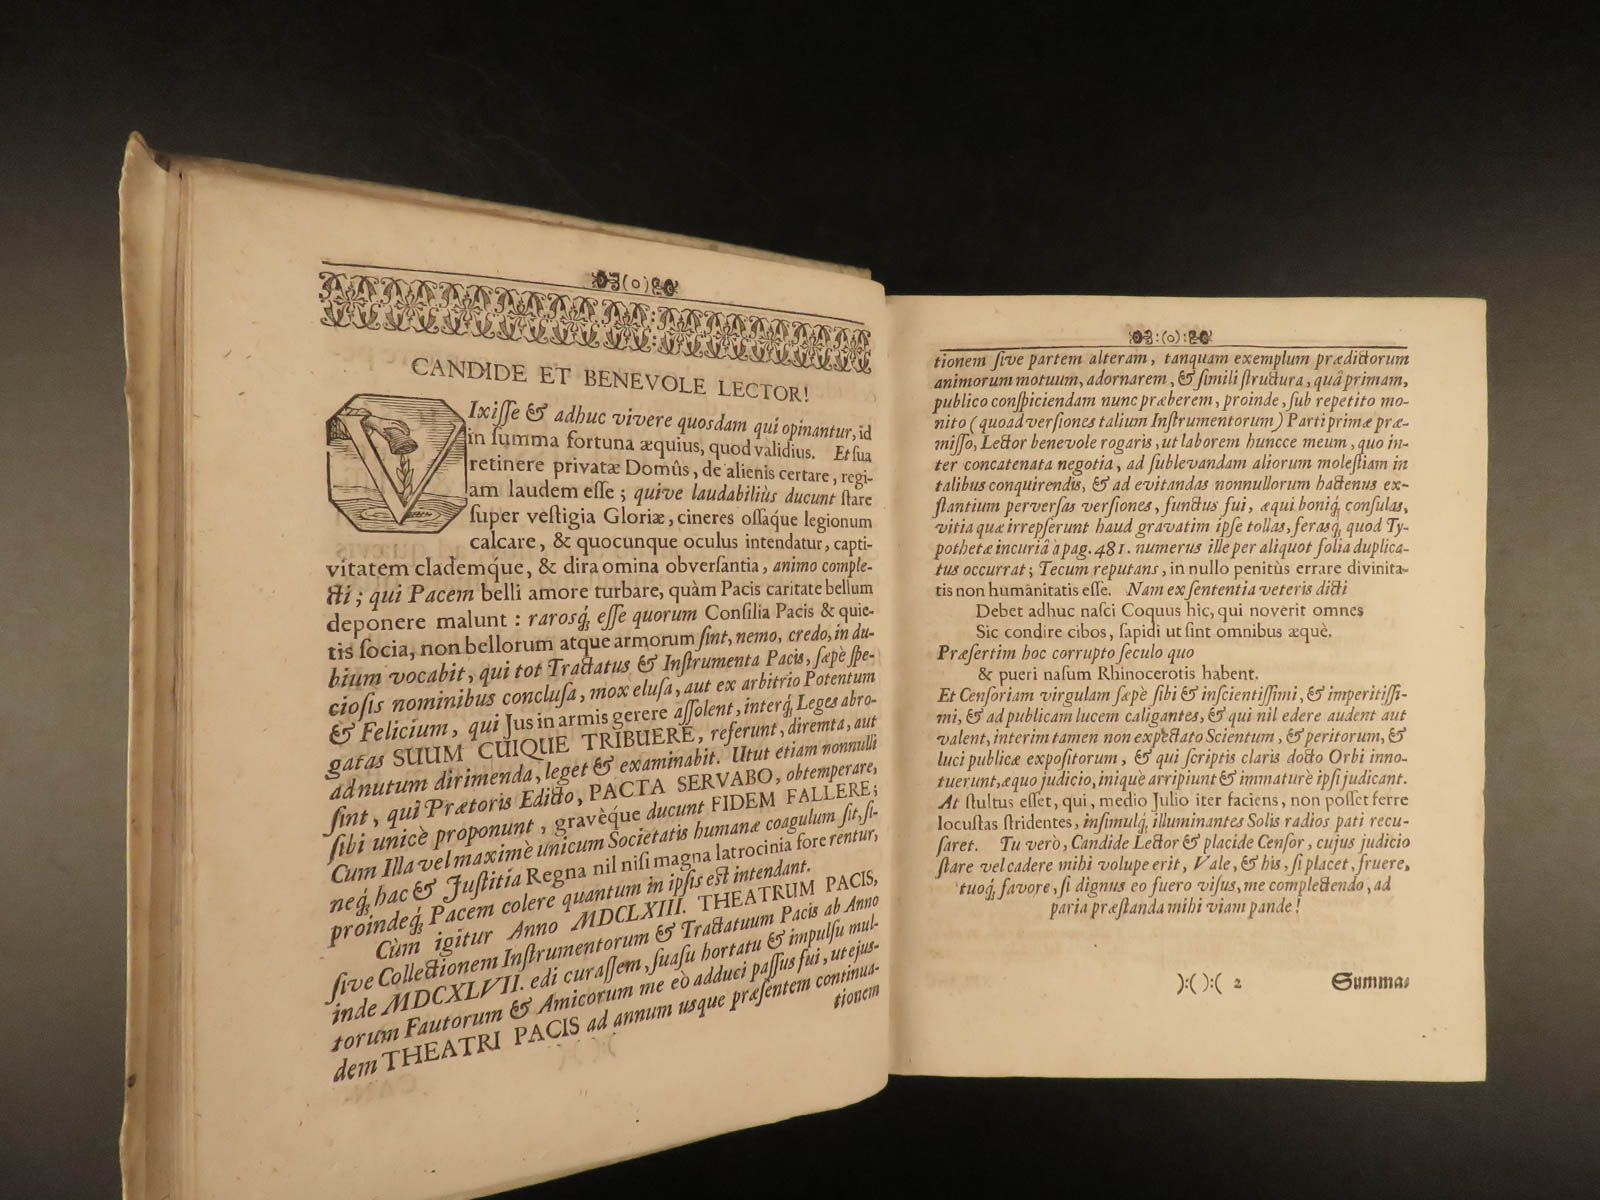 (o)
CANDIDE ET BENEVOLE LECTOR!
VIxiſſe & adhuc vivere quosdam qui opinantur, id
in ſumma fortuna æquius, quod validius. Et ſua
retinere privatæ Domûs, de alienis certare, regi-
am laudem eſſe; quive laudabiliùs ducunt ſtare
ſuper veſtigia Gloriæ, cineres oſſaq́ue legionum
calcare, & quocunque oculus intendatur, capti-
vitatem clademq́ue, & dira omina obverſantia, animo comple-
cti; qui Pacem belli amore turbare, quàm Pacis caritate bellum
deponere malunt: rarosq́; eſſe quorum Conſilia Pacis & quie-
tis ſocia, non bellorum atque armorum ſint, nemo, credo, in du-
bium vocabit, qui tot Tractatus & Inſtrumenta Pacis, ſæpè ſpe-
cioſis nominibus concluſa, mox eluſa, aut ex arbitrio Potentum
& Felicium, qui Jus in armis gerere aſſolent, interq́; Leges abro-
gatas SUUM CUIQUE TRIBUERE, referunt, diremta, aut
ad nutum dirimenda, leget & examinabit. Utut etiam nonnulli
ſint, qui Prætoris Edicto, PACTA SERVABO, obtemperare,
ſibi unicè proponunt, gravéque ducunt FIDEM FALLERE;
Cum Illa vel maximè unicum Societatis humanæ coagulum ſit, ſi-
neq́; hac & Juſtitia Regna nil niſi magna latrocinia fore rentur,
proindeq́; Pacem colere quantum in ipſis eſt intendant.
Cùm igitur Anno MDCLXIII. THEATRUM PACIS,
ſive Collectionem Inſtrumentorum & Tractatuum Pacis ab Anno
inde MDCXLVII. edi curaſſem, ſuaſu hortatu & impulſu mul-
torum Fautorum & Amicorum me eò adduci paſſus fui, ut ejus-
dem THEATRI PACIS ad annum usque præſentem continua-
tionem
:(o):
tionem ſive partem alteram, tanquam exemplum prædictorum
animorum motuum, adornarem, & ſimili ſtructura, quâ primam,
publico conſpiciendam nunc præberem, proinde, ſub repetito mo-
nito (quoad verſiones talium Inſtrumentorum) Parti primæ præ-
miſſo, Lector benevole rogaris, ut laborem huncce meum, quo in-
ter concatenata negotia, ad ſublevandam aliorum moleſtiam in
talibus conquirendis, & ad evitandas nonnullorum hactenus ex-
ſtantium perverſas verſiones, functus fui, æqui boniq́; conſulas,
vitia quæ irrepſerunt haud gravatim ipſe tollas, ferasq́; quod Ty-
pothetæ incuriâ à pag. 481. numerus ille per aliquot folia duplica-
tus occurrat; Tecum reputans, in nullo penitùs errare divinita-
tis non humanitatis eſſe. Nam ex ſententia veteris dicti
Debet adhuc naſci Coquus hîc, qui noverit omnes
Sic condire cibos, ſapidi ut ſint omnibus æquè.
Præſertim hoc corrupto ſeculo quo
& pueri naſum Rhinocerotis habent.
Et Cenſoriam virgulam ſæpè ſibi & inſcientiſſimi, & imperitiſſi-
mi, & ad publicam lucem caligantes, & qui nil edere audent aut
valent, interim tamen non expectato Scientum, & peritorum, &
luci publicæ expoſitorum, & qui ſcriptis claris docto Orbi inno-
tuerunt, æquo judicio, iniquè arripiunt & immaturè ipſi judicant.
At ſtultus eſſet, qui, medio Julio iter faciens, non poſſet ferre
locuſtas ſtridentes, inſimulq́; illuminantes Solis radios pati recu-
ſaret. Tu verò, Candide Lector & placide Cenſor, cujus judicio
ſtare vel cadere mihi volupe erit, Vale, & his, ſi placet, fruere,
tuoq́; favore, ſi dignus eo fuero viſus, me complectendo, ad
paria præſtanda mihi viam pande!
):( ):( 2
Summa-